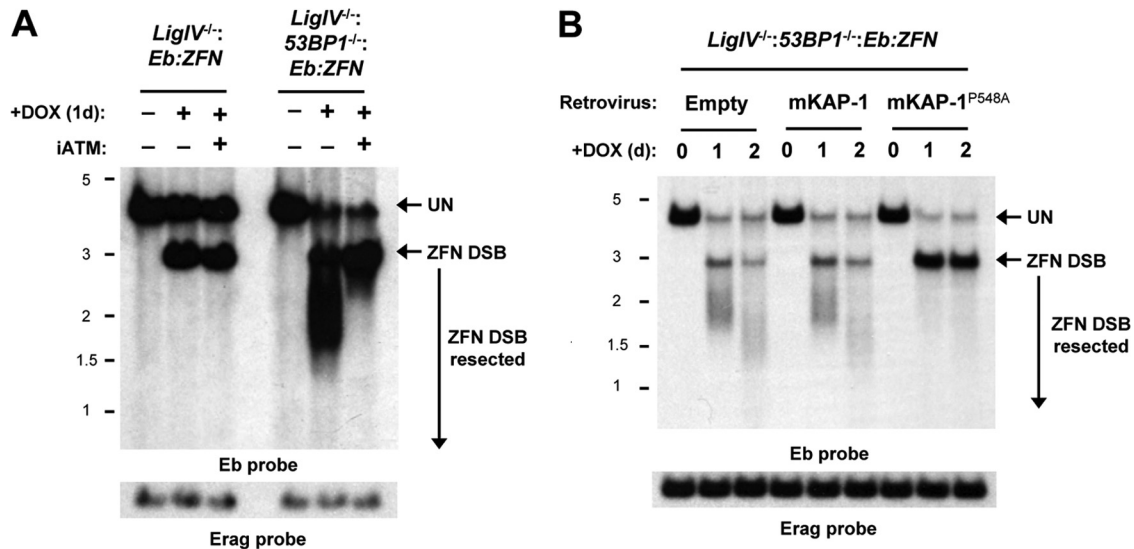 A
LigIV-/-:
Eb:ZFN
LigIV-/-:
53BP1-/-:
Eb:ZFN
+DOX (1d): – + + – + +
iATM: – – + – – +
5
3
2
1.5
1
UN
ZFN DSB
ZFN DSB
resected
Eb probe
Erag probe
B
LigIV-/-:53BP1-/-:Eb:ZFN
Retrovirus: Empty mKAP-1 mKAP-1P548A
+DOX (d): 0 1 2 0 1 2 0 1 2
5
3
2
1.5
1
UN
ZFN DSB
ZFN DSB
resected
Eb probe
Erag probe